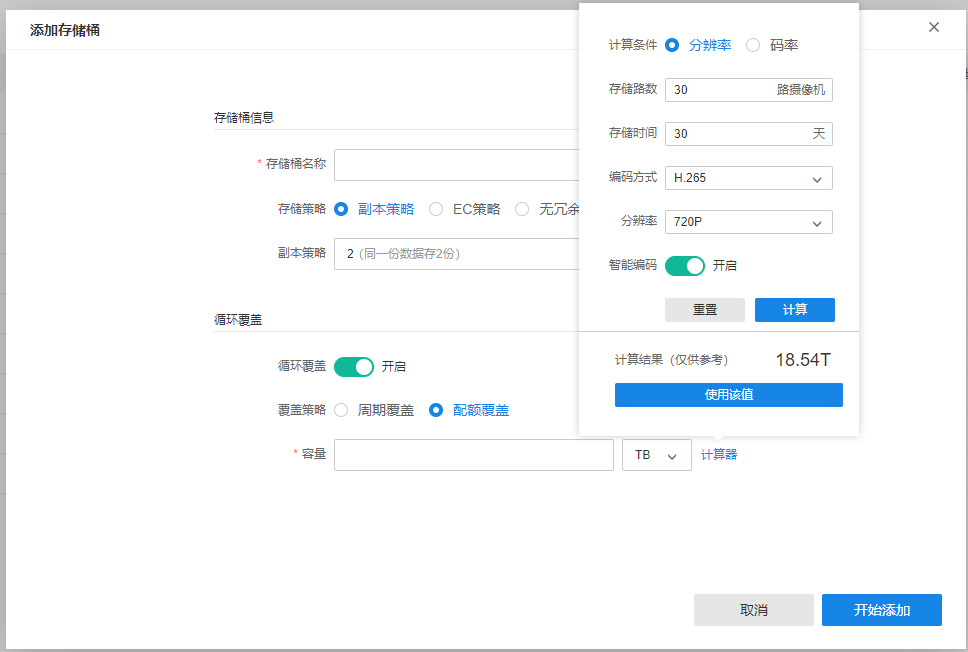 添加存储桶
存储桶信息
* 存储桶名称
存储策略 副本策略 EC策略 无冗余
副本策略 2 (同一份数据存2份)
循环覆盖
循环覆盖 开启
覆盖策略 周期覆盖 配额覆盖
* 容量 TB 计算器
计算条件 分辨率 码率
存储路数 30 路摄像机
存储时间 30 天
编码方式 H.265
分辨率 720P
智能编码 开启
重置 计算
计算结果（仅供参考） 18.54T
使用该值
取消 开始添加